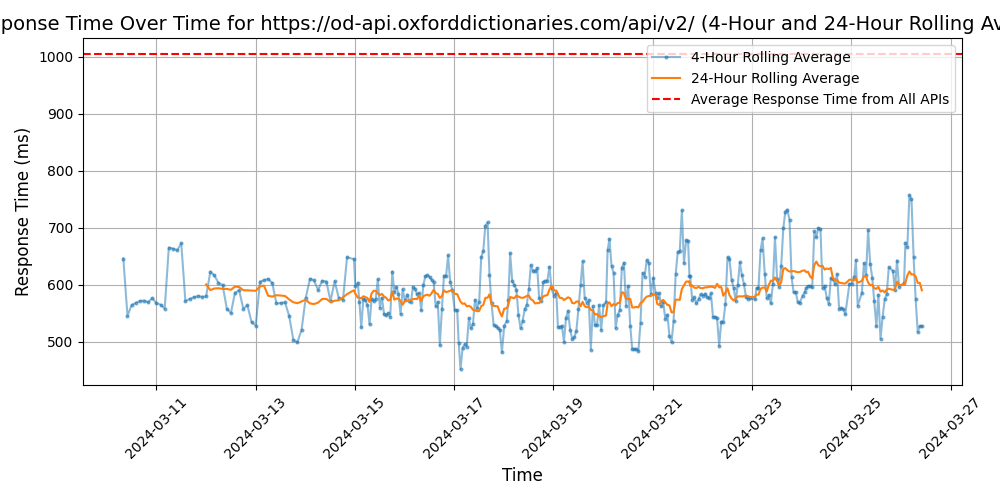 ponse Time Over Time for https://od-api.oxforddictionaries.com/api/v2/ (4-Hour and 24-Hour Rolling Av
4-Hour Rolling Average
24-Hour Rolling Average
Average Response Time from All APIs
Response Time (ms)
1000
900
800
700
600
500
2024-03-11
2024-03-13
2024-03-15
2024-03-17
2024-03-19
2024-03-21
2024-03-23
2024-03-25
2024-03-27
Time